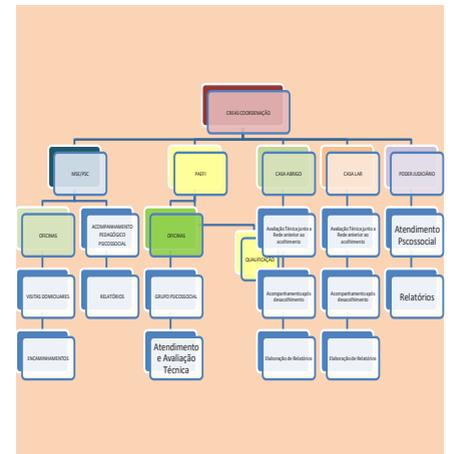 CREAS COORDENAÇÃO
MSE/PSC
PAEFI
CASA ABRIGO
CASA LAR
PODER JUDICIÁRIO
OFICINAS
ACOMPANHAMENTO
PEDAGÓGICO
PSICOSSOCIAL
OFICINAS
QUALIFICAÇÃO
Avaliação Técnica junto a
Rede anterior ao
acolhimento
Avaliação Técnica junto a
Rede anterior ao
acolhimento
Atendimento
Pscossocial
VISITAS DOMICILIARES
RELATÓRIOS
GRUPO PSICOSSOCIAL
Acompanhamento após
desacolhimento
Acompanhamento após
desacolhimento
Relatórios
ENCAMINHAMENTOS
Atendimento
e Avaliação
Técnica
Elaboração de Relatórios
Elaboração de Relatórios